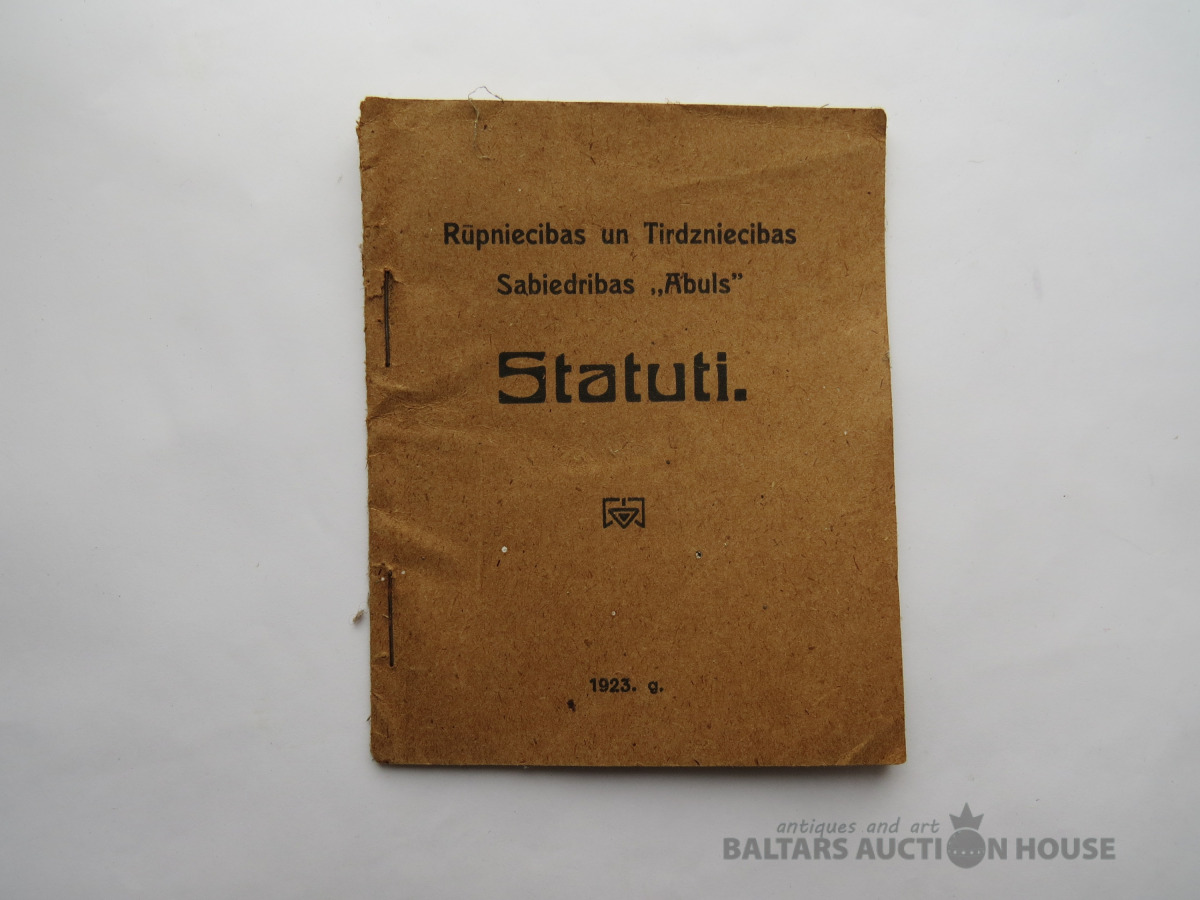 Rūpniecibas un Tirdzniecibas
Sabiedribas „Ābuls”
Statuti.
1923. g.
antiques and art
BALTARS AUCTION HOUSE